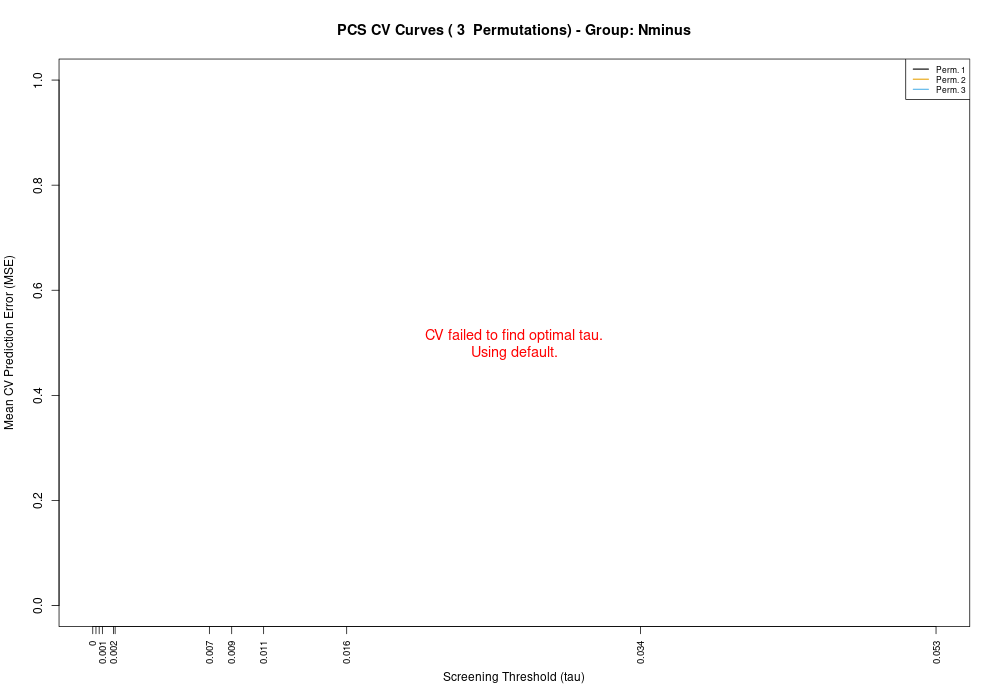 PCS CV Curves ( 3  Permutations) - Group: Nminus
Perm. 1
Perm. 2
Perm. 3
Mean CV Prediction Error (MSE)
1.0
0.8
0.6
0.4
0.2
0.0
CV failed to find optimal tau.
Using default.
0
0.001
0.002
0.007
0.009
0.011
0.016
0.034
0.053
Screening Threshold (tau)